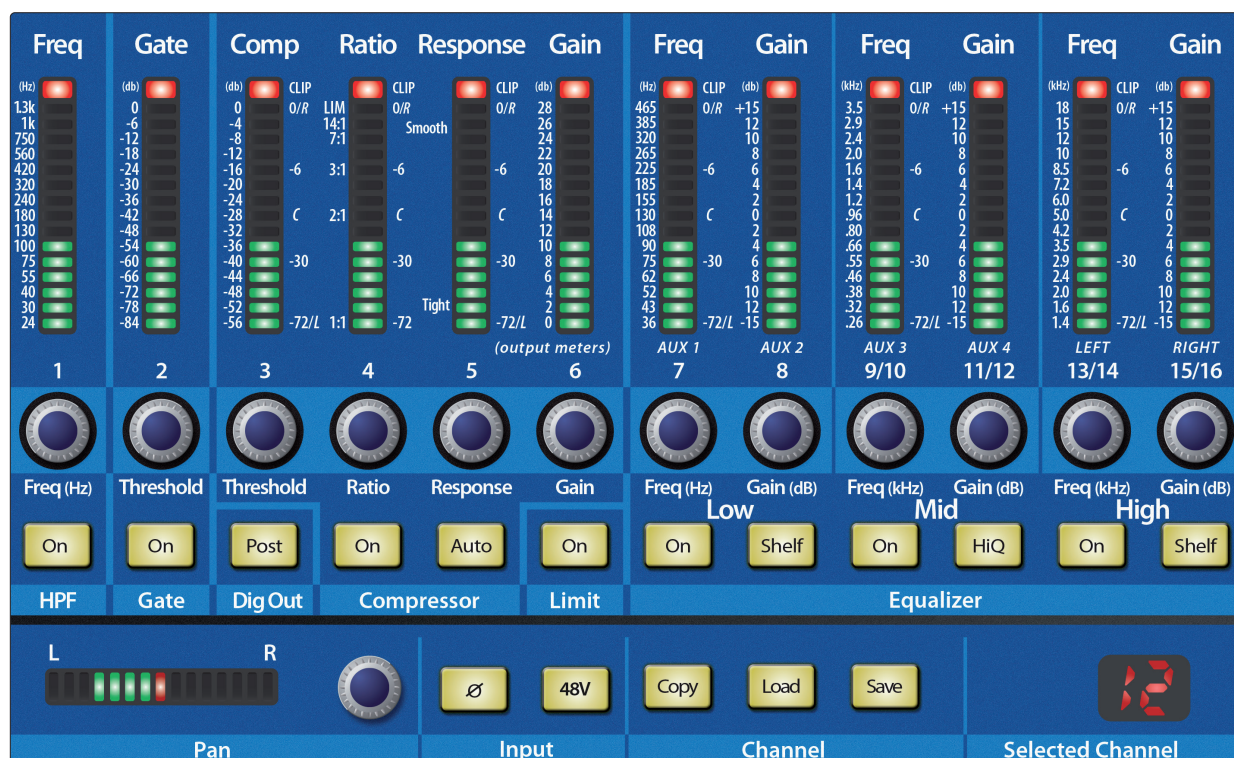 Freq Gate Comp Ratio Response Gain Freq Gain Freq Gain Freq Gain
(Hz) (db) (db) CLIP CLIP CLIP (db) (Hz) CLIP (db) (kHz) CLIP (db) (kHz) CLIP (db)
1.3k 0 0 0/R LIM 0/R 0/R 28 465 0/R +15 3.5 0/R +15 18 0/R +15
1k -6 -4 14:1 Smooth 26 385 12 2.9 12 15 12
750 -12 -8 7:1 24 320 10 2.4 10 12 10
560 -18 -12 22 265 8 2.0 8 10 8
420 -24 -16 -6 3:1 -6 -6 20 225 -6 6 1.6 -6 6 8.5 -6 6
320 -30 -20 18 185 4 1.4 4 7.2 4
240 -36 -24 16 155 2 1.2 2 6.0 2
180 -42 -28 C 2:1 C C 14 130 C 0 .96 C 0 5.0 C 0
130 -48 -32 12 108 2 .80 2 4.2 2
100 -54 -36 10 90 4 .66 4 3.5 4
75 -60 -40 -30 -30 -30 8 75 -30 6 .55 -30 6 2.9 -30 6
55 -66 -44 6 62 8 .46 8 2.4 8
40 -72 -48 4 52 10 .38 10 2.0 10
30 -78 -52 Tight 2 43 12 .32 12 1.6 12
24 -84 -56 -72/L 1:1 -72 -72/L 0 36 -72/L -15 .26 -72/L -15 1.4 -72/L -15
(output meters) AUX 1 AUX 2 AUX 3 AUX 4 LEFT RIGHT
1 2 3 4 5 6 7 8 9/10 11/12 13/14 15/16
Freq (Hz) Threshold Threshold Ratio Response Gain Freq (Hz) Gain (dB) Freq (kHz) Gain (dB) Freq (kHz) Gain (dB)
Low Mid High
On On Post On Auto On On Shelf On HiQ On Shelf
HPF Gate Dig Out Compressor Limit Equalizer
L R
Ø 48V Copy Load Save 12
Pan Input Channel Selected Channel